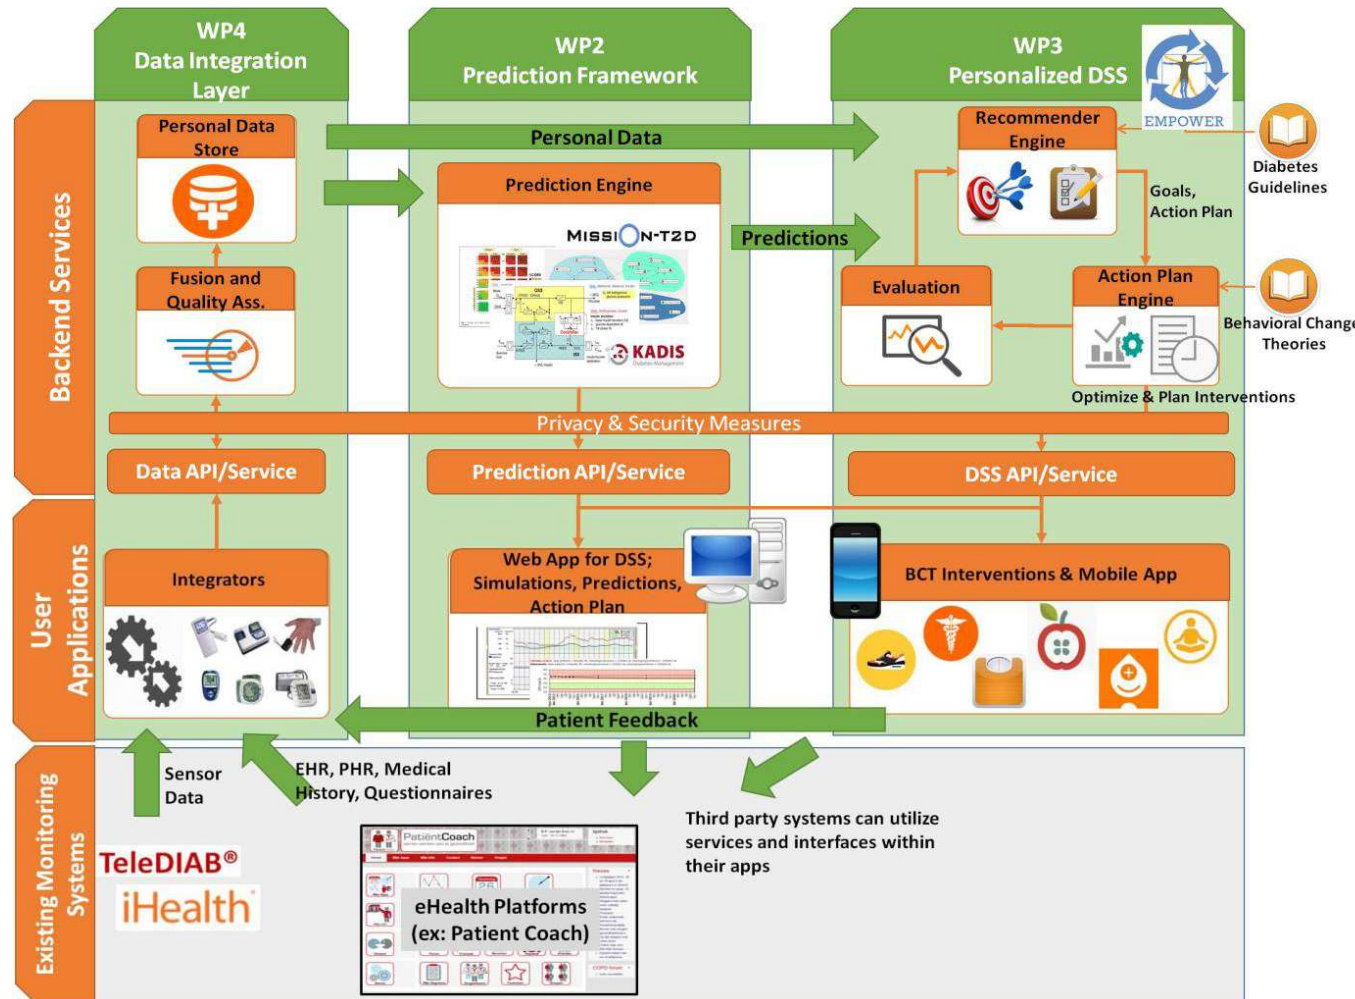 WP4
Data Integration
Layer
WP2
Prediction Framework
WP3
Personalized DSS
EMPOWER
Backend Services
Personal Data
Store
Personal Data
Recommender
Engine
Diabetes
Guidelines
Prediction Engine
MISSION-T2D
Goals,
Action Plan
Predictions
Fusion and
Quality Ass.
Evaluation
Action Plan
Engine
Behavioral Change
Theories
KADIS
Diabetes Management
Optimize & Plan Interventions
Privacy & Security Measures
Data API/Service
Prediction API/Service
DSS API/Service
User
Applications
Integrators
Web App for DSS;
Simulations, Predictions,
Action Plan
BCT Interventions & Mobile App
Patient Feedback
Existing Monitoring
Systems
Sensor
Data
EHR, PHR, Medical
History, Questionnaires
Third party systems can utilize
services and interfaces within
their apps
TeleDIAB®
iHealth
PatiëntCoach
eHealth Platforms
(ex: Patient Coach)